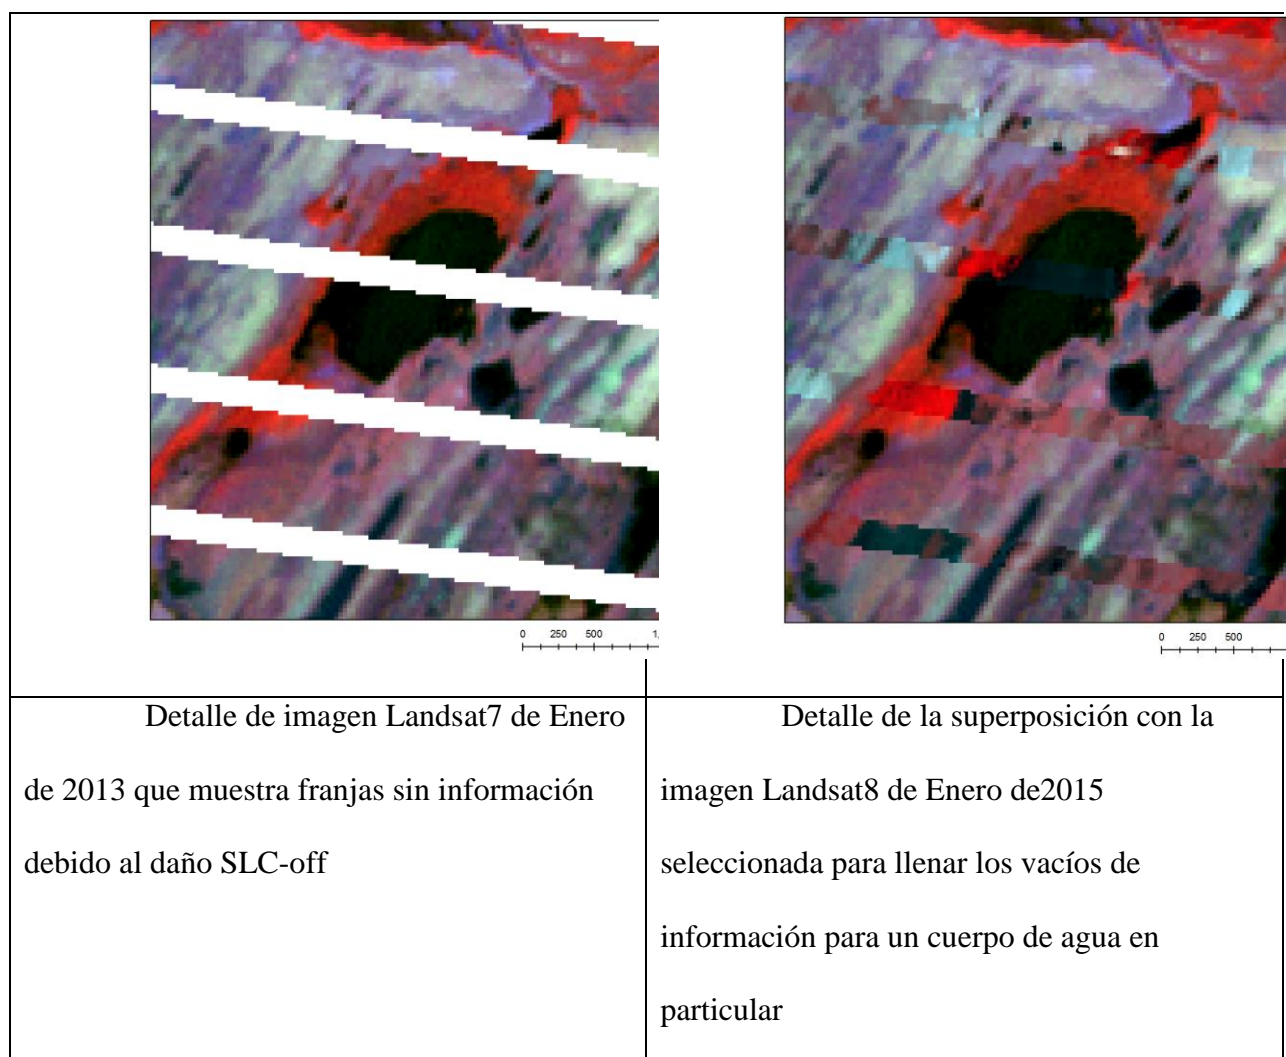 0 250 500 1,
0 250 500
Detalle de imagen Landsat7 de Enero
de 2013 que muestra franjas sin información
debido al daño SLC-off
Detalle de la superposición con la
imagen Landsat8 de Enero de2015
seleccionada para llenar los vacíos de
información para un cuerpo de agua en
particular